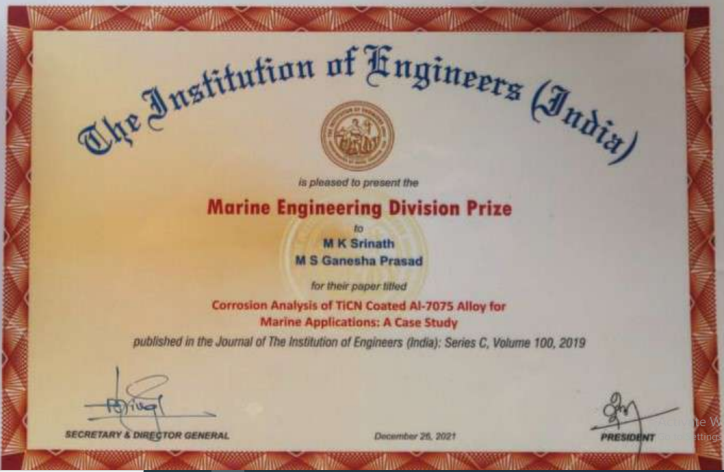 The Institution of Engineers (India)
is pleased to present the
Marine Engineering Division Prize
to
M K Srinath
M S Ganesha Prasad
for their paper titled
Corrosion Analysis of TiCN Coated Al-7075 Alloy for
Marine Applications: A Case Study
published in the Journal of The Institution of Engineers (India): Series C, Volume 100, 2019
SECRETARY & DIRECTOR GENERAL
December 26, 2021
PRESIDENT